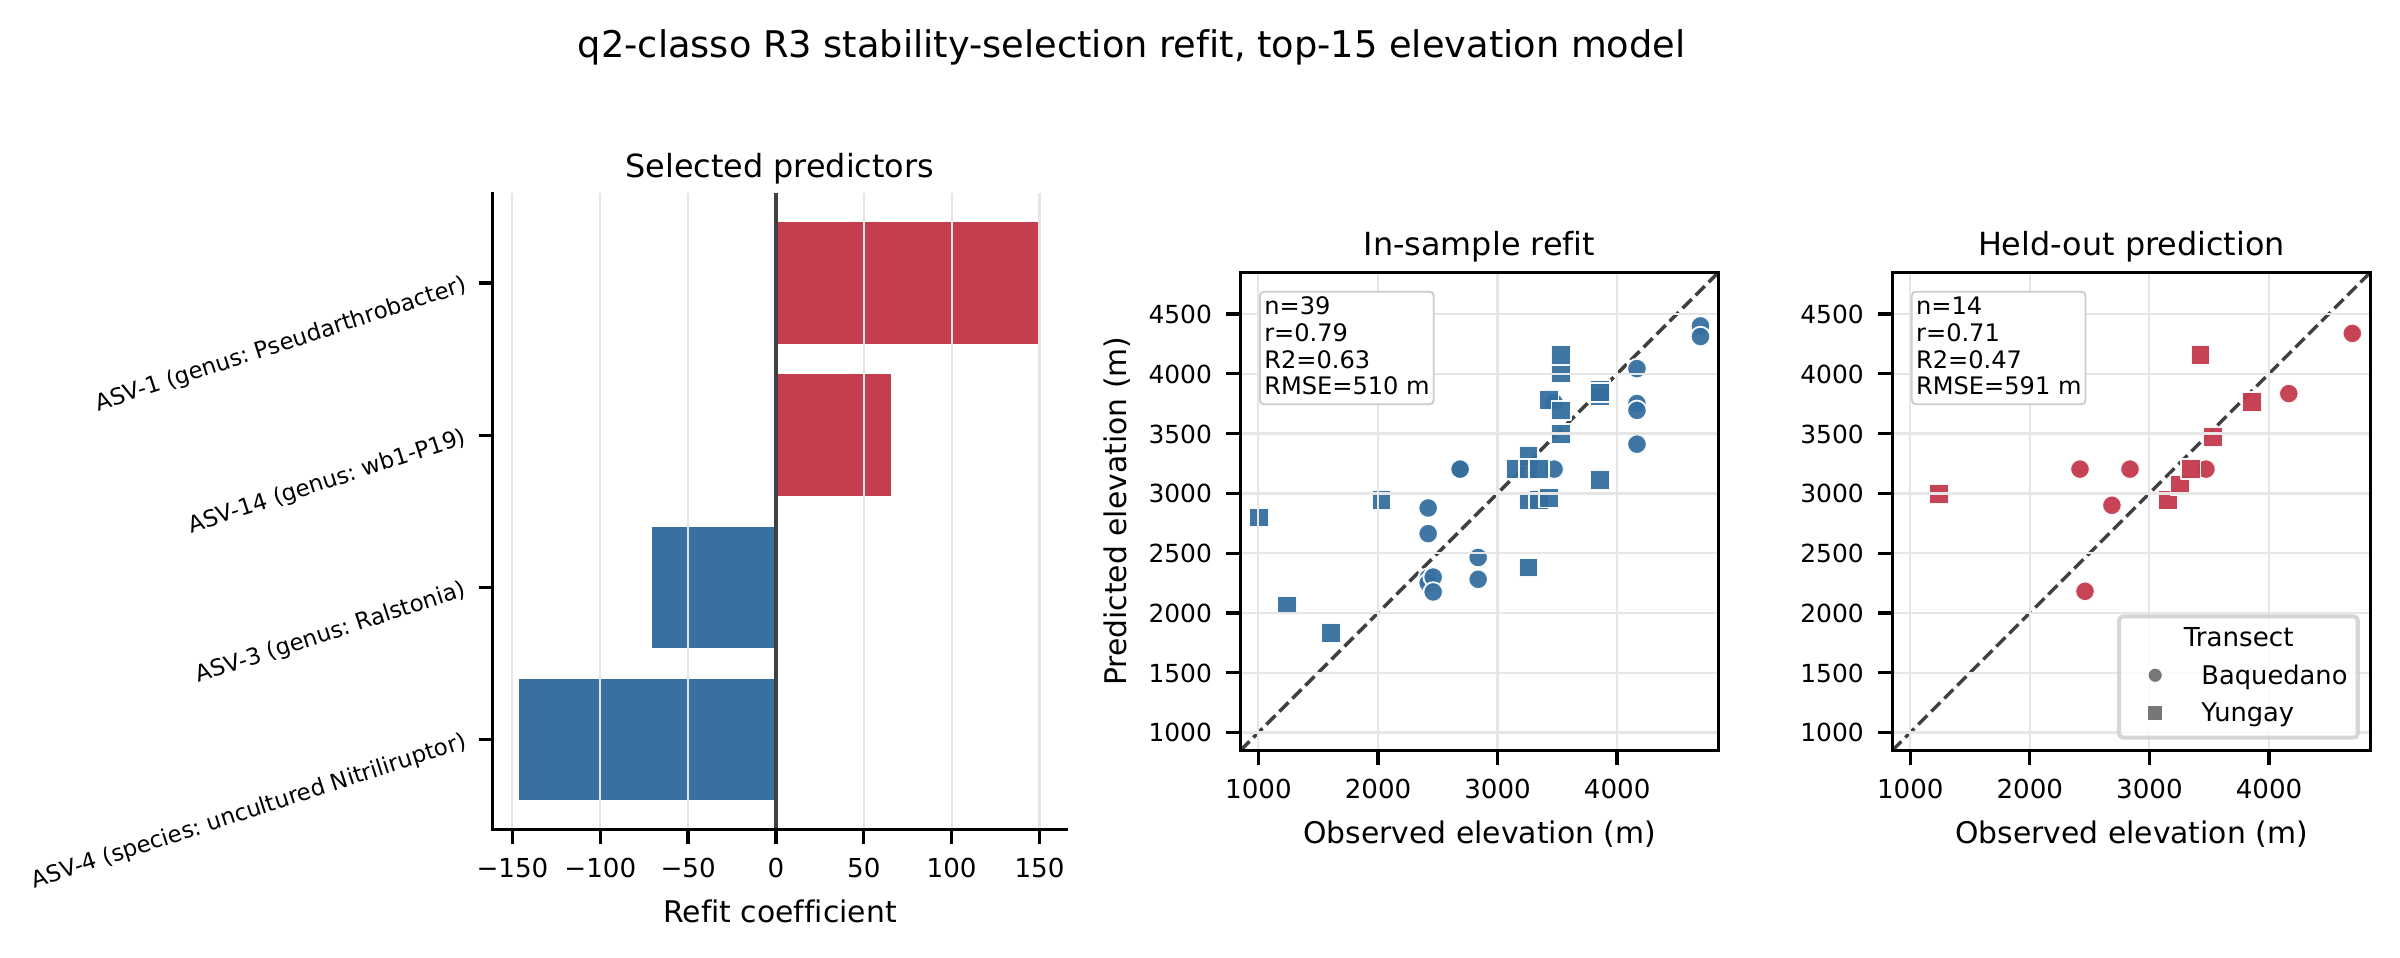 q2-classo R3 stability-selection refit, top-15 elevation model
Selected predictors
ASV-1 (genus: Pseudarthrobacter)
ASV-14 (genus: wb1-P19)
ASV-3 (genus: Ralstonia)
ASV-4 (species: uncultured Nitriliruptor)
−150 −100 −50 0 50 100 150
Refit coefficient
In-sample refit
n=39
r=0.79
R2=0.63
RMSE=510 m
Predicted elevation (m)
4500
4000
3500
3000
2500
2000
1500
1000
1000 2000 3000 4000
Observed elevation (m)
Held-out prediction
n=14
r=0.71
R2=0.47
RMSE=591 m
4500
4000
3500
3000
2500
2000
1500
1000
Transect
Baquedano
Yungay
1000 2000 3000 4000
Observed elevation (m)